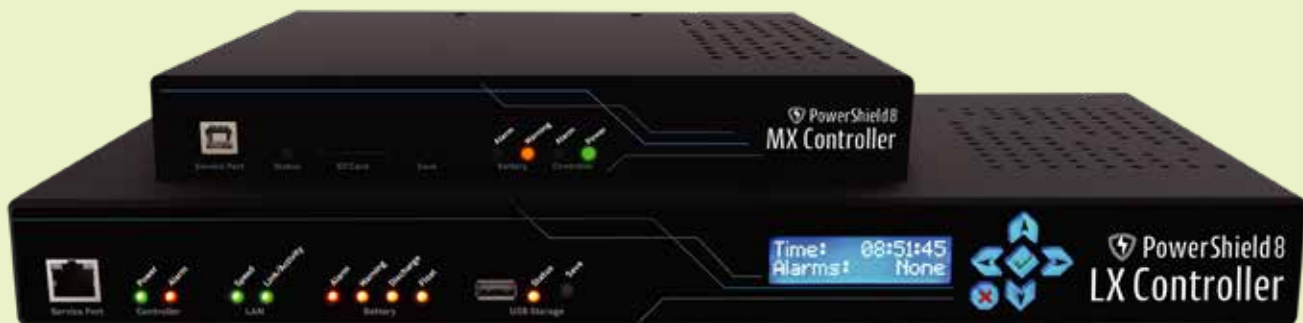 PowerShield8
MX Controller
Alarm
Warning
Alarm
Power
Service Port
Status
SD Card
Save
Battery
Controller
Time: 08:51:45
Alarms: None
PowerShield8
LX Controller
Power
Alarm
Speed
Link/Activity
Alarm
Warning
Discharge
Float
Status
Save
Service Port
Controller
LAN
Battery
USB Storage